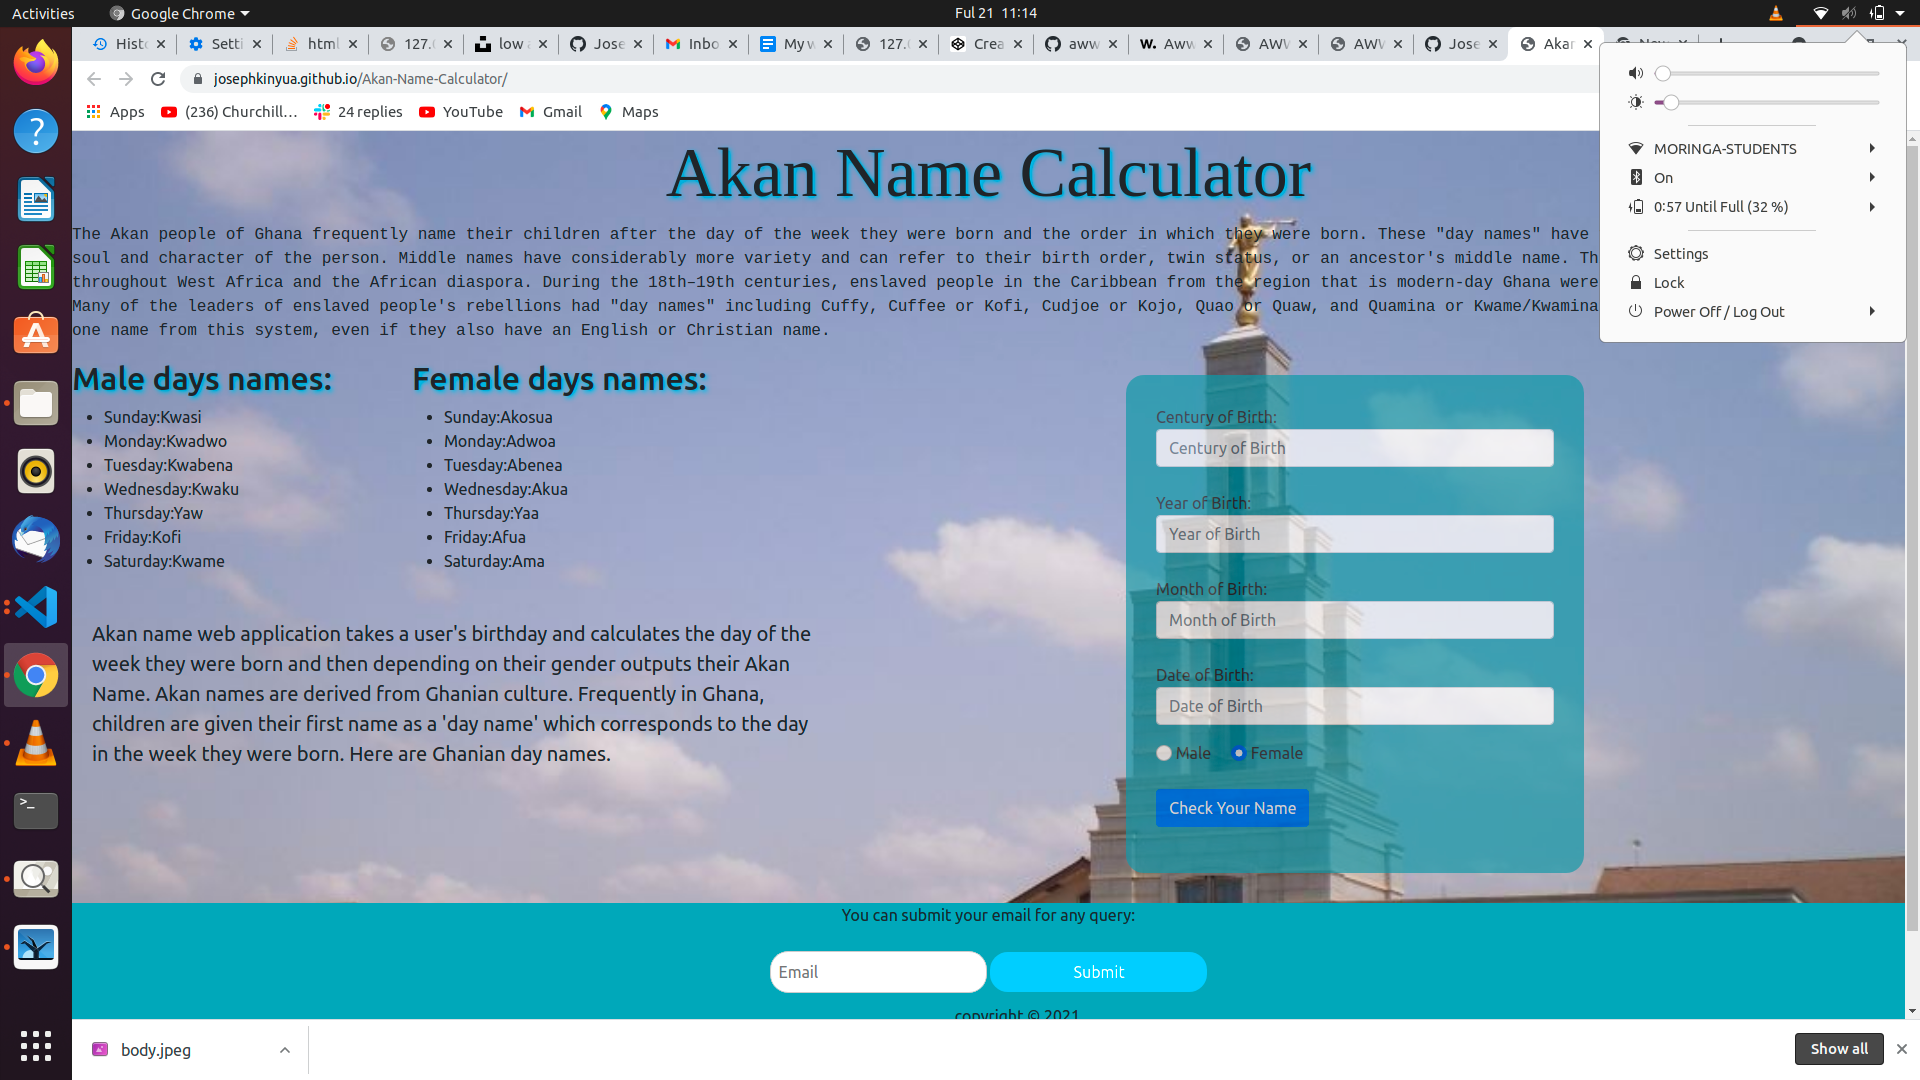 Activities
Google Chrome
Ful 21 11:14
Histo
Setti
html
127.0
low a
Jose
Inbo
My w
127.0
Crea
aww
Aww
AWW
AWW
Jose
Akan
josephkinyua.github.io/Akan-Name-Calculator/
Apps
(236) Churchill...
24 replies
YouTube
Gmail
Maps
MORINGA-STUDENTS
On
0:57 Until Full (32 %)
Settings
Lock
Power Off / Log Out
Akan Name Calculator
The Akan people of Ghana frequently name their children after the day of the week they were born and the order in which they were born. These "day names" have
soul and character of the person. Middle names have considerably more variety and can refer to their birth order, twin status, or an ancestor's middle name. Th
throughout West Africa and the African diaspora. During the 18th–19th centuries, enslaved people in the Caribbean from the region that is modern-day Ghana were
Many of the leaders of enslaved people's rebellions had "day names" including Cuffy, Cuffee or Kofi, Cudjoe or Kojo, Quao or Quaw, and Quamina or Kwame/Kwamina
one name from this system, even if they also have an English or Christian name.
Male days names:
Sunday:Kwasi
Monday:Kwadwo
Tuesday:Kwabena
Wednesday:Kwaku
Thursday:Yaw
Friday:Kofi
Saturday:Kwame
Female days names:
Sunday:Akosua
Monday:Adwoa
Tuesday:Abenea
Wednesday:Akua
Thursday:Yaa
Friday:Afua
Saturday:Ama
Akan name web application takes a user's birthday and calculates the day of the
week they were born and then depending on their gender outputs their Akan
Name. Akan names are derived from Ghanian culture. Frequently in Ghana,
children are given their first name as a 'day name' which corresponds to the day
in the week they were born. Here are Ghanian day names.
Century of Birth:
Century of Birth
Year of Birth:
Year of Birth
Month of Birth:
Month of Birth
Date of Birth:
Date of Birth
Male Female
Check Your Name
You can submit your email for any query:
Email
Submit
copyright © 2021
body.jpeg
Show all